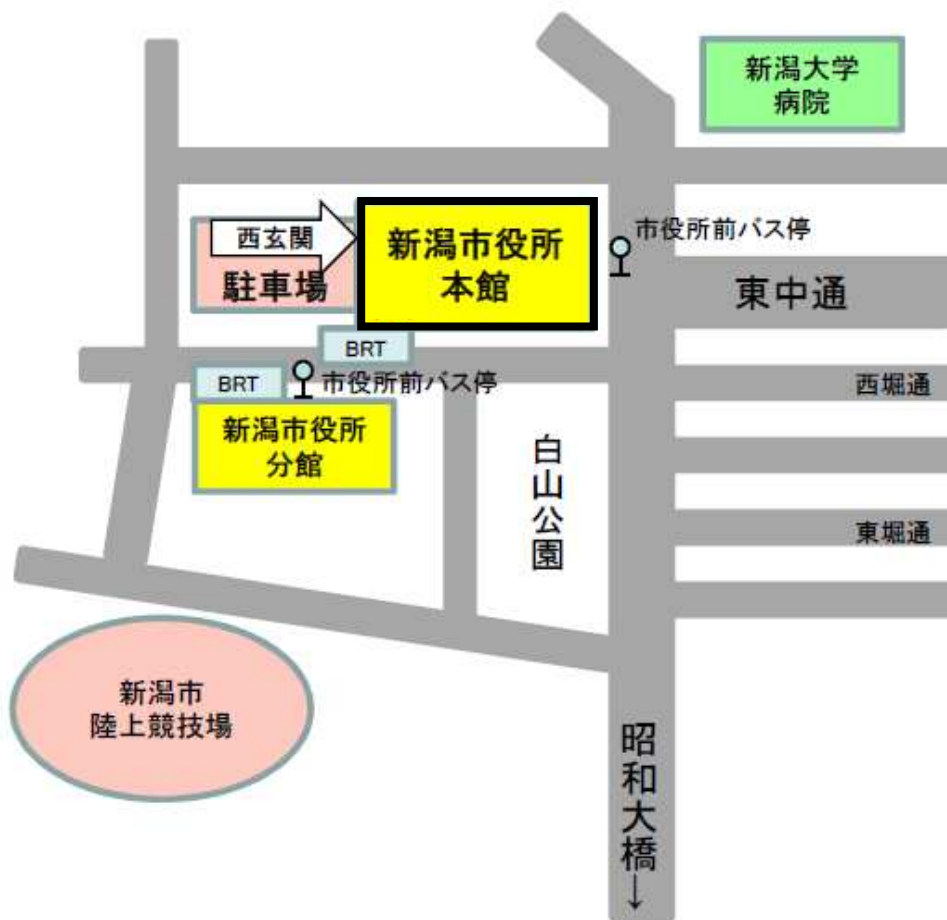 新潟大学
病院
西玄関
駐車場
新潟市役所
本館
市役所前バス停
東中通
BRT
BRT
市役所前バス停
西堀通
新潟市役所
分館
白山公園
東堀通
新潟市
陸上競技場
昭和大橋↓